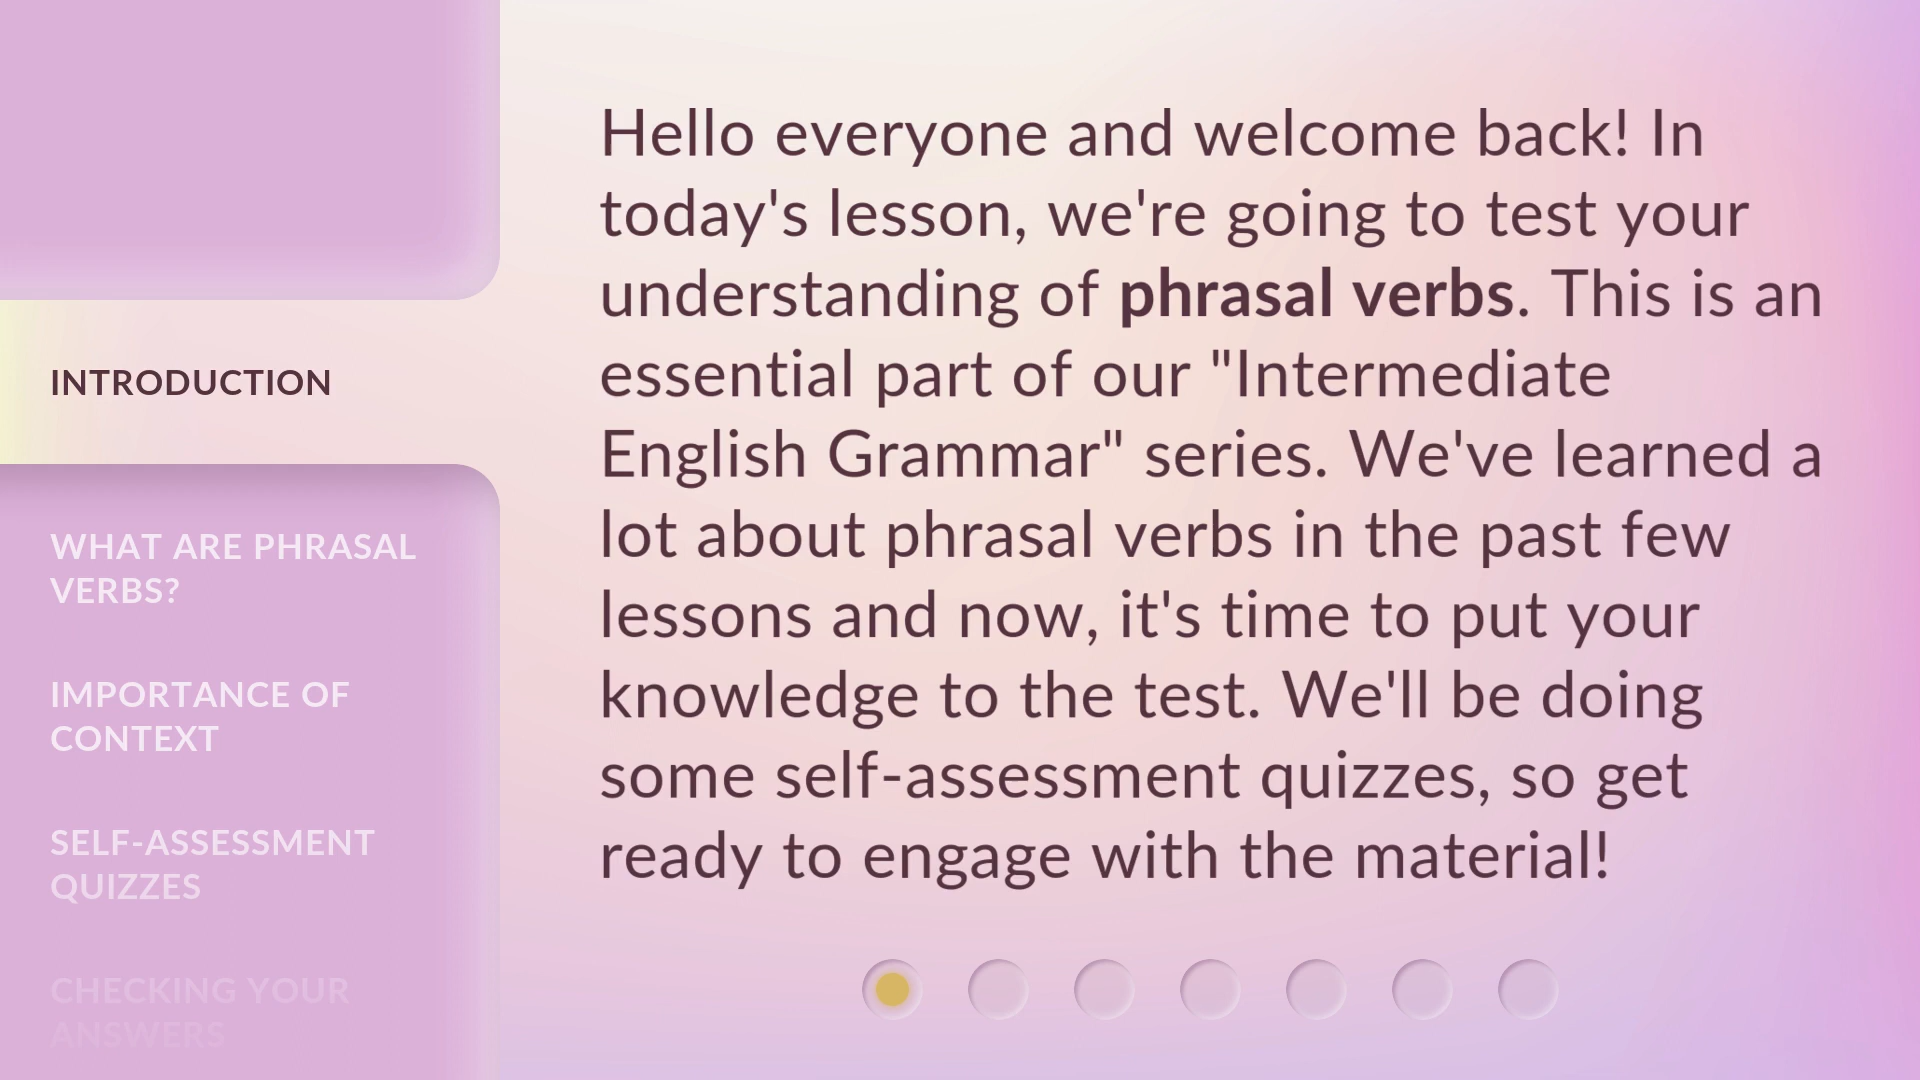 INTRODUCTION
WHAT ARE PHRASAL
VERBS?
IMPORTANCE OF
CONTEXT
SELF-ASSESSMENT
QUIZZES
CHECKING YOUR
ANSWERS
Hello everyone and welcome back! In
today's lesson, we're going to test your
understanding of phrasal verbs. This is an
essential part of our "Intermediate
English Grammar" series. We've learned a
lot about phrasal verbs in the past few
lessons and now, it's time to put your
knowledge to the test. We'll be doing
some self-assessment quizzes, so get
ready to engage with the material!